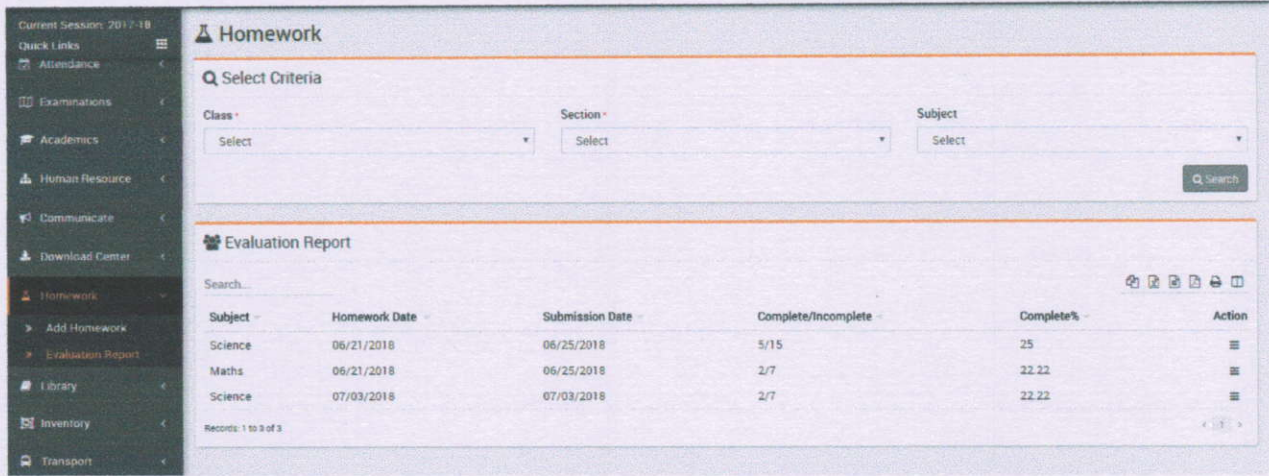 Current Session: 2017-18
Quick Links
Attendance
Examinations
Academics
Human Resource
Communicate
Download Center
Homework
Add Homework
Evaluation Report
Library
Inventory
Transport
Homework
Select Criteria
Class * Section * Subject
Select Select Select
Search
Evaluation Report
Search...
Subject Homework Date Submission Date Complete/Incomplete Complete% Action
Science 06/21/2018 06/25/2018 5/15 25
Maths 06/21/2018 06/25/2018 2/7 22.22
Science 07/03/2018 07/03/2018 2/7 22.22
Records: 1 to 3 of 3
1